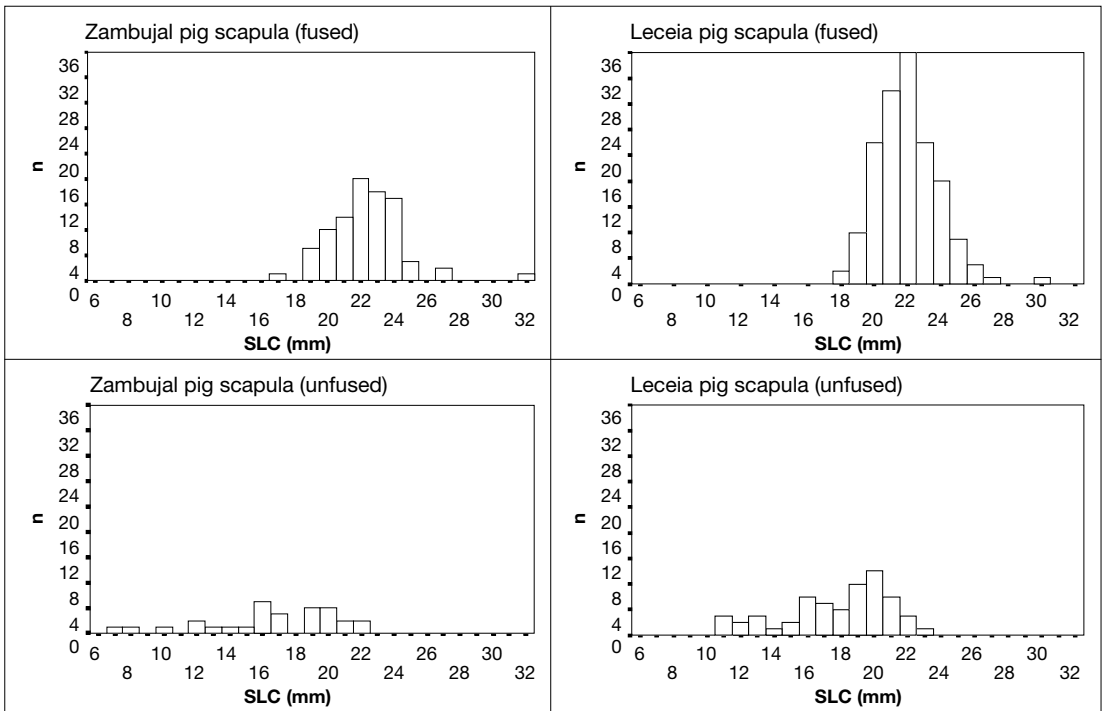 Zambujal pig scapula (fused)
36
32
28
24
20
16
12
8
4
0
n
6 10 14 18 22 26 30
8 12 16 20 24 28 32
SLC (mm)
Leceia pig scapula (fused)
36
32
28
24
20
16
12
8
4
0
n
6 10 14 18 22 26 30
8 12 16 20 24 28 32
SLC (mm)
Zambujal pig scapula (unfused)
36
32
28
24
20
16
12
8
4
0
n
6 10 14 18 22 26 30
8 12 16 20 24 28 32
SLC (mm)
Leceia pig scapula (unfused)
36
32
28
24
20
16
12
8
4
0
n
6 10 14 18 22 26 30
8 12 16 20 24 28 32
SLC (mm)